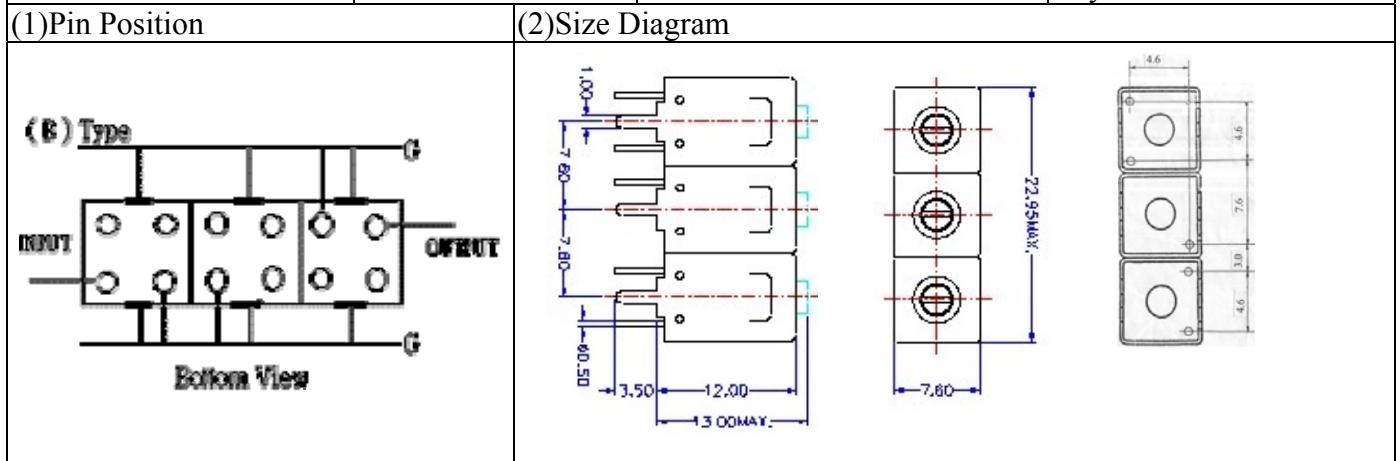 (1)Pin Position
(2)Size Diagram
(B) Type
G
INPUT
OUTPUT
G
Bottom View
1.00
7.60
7.60
ø0.50
3.50
12.00
13.00MAX.
22.95MAX.
7.60
4.6
4.6
7.6
3.0
4.6